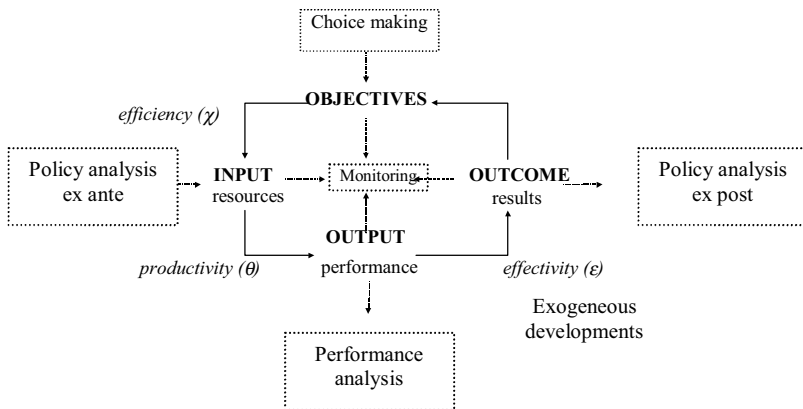 Choice making
OBJECTIVES
efficiency (χ)
Policy analysis
ex ante
INPUT
resources
Monitoring
OUTCOME
results
Policy analysis
ex post
OUTPUT
performance
productivity (θ)
effectivity (ε)
Exogeneous
developments
Performance
analysis